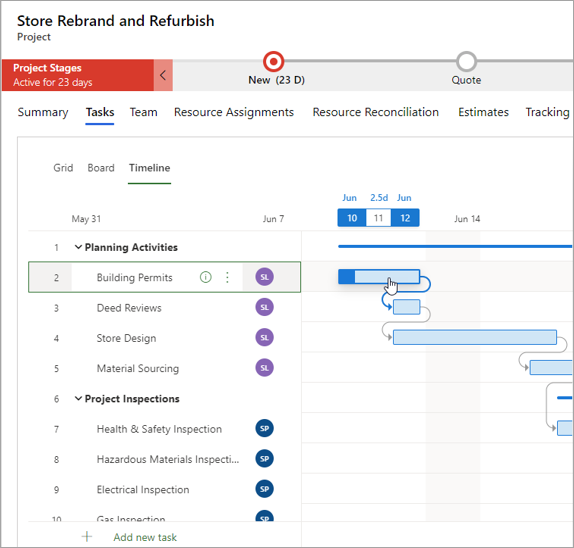 Store Rebrand and Refurbish
Project
Project Stages
Active for 23 days
New (23 D)
Quote
Summary Tasks Team Resource Assignments Resource Reconciliation Estimates Tracking
Grid Board Timeline
Jun 2.5d Jun
May 31 Jun 7 10 11 12 Jun 14
1 Planning Activities
2 Building Permits SL
3 Deed Reviews SL
4 Store Design SL
5 Material Sourcing SL
6 Project Inspections
7 Health & Safety Inspection SP
8 Hazardous Materials Inspecti... SP
9 Electrical Inspection SP
10 Gas Inspection SP
+ Add new task